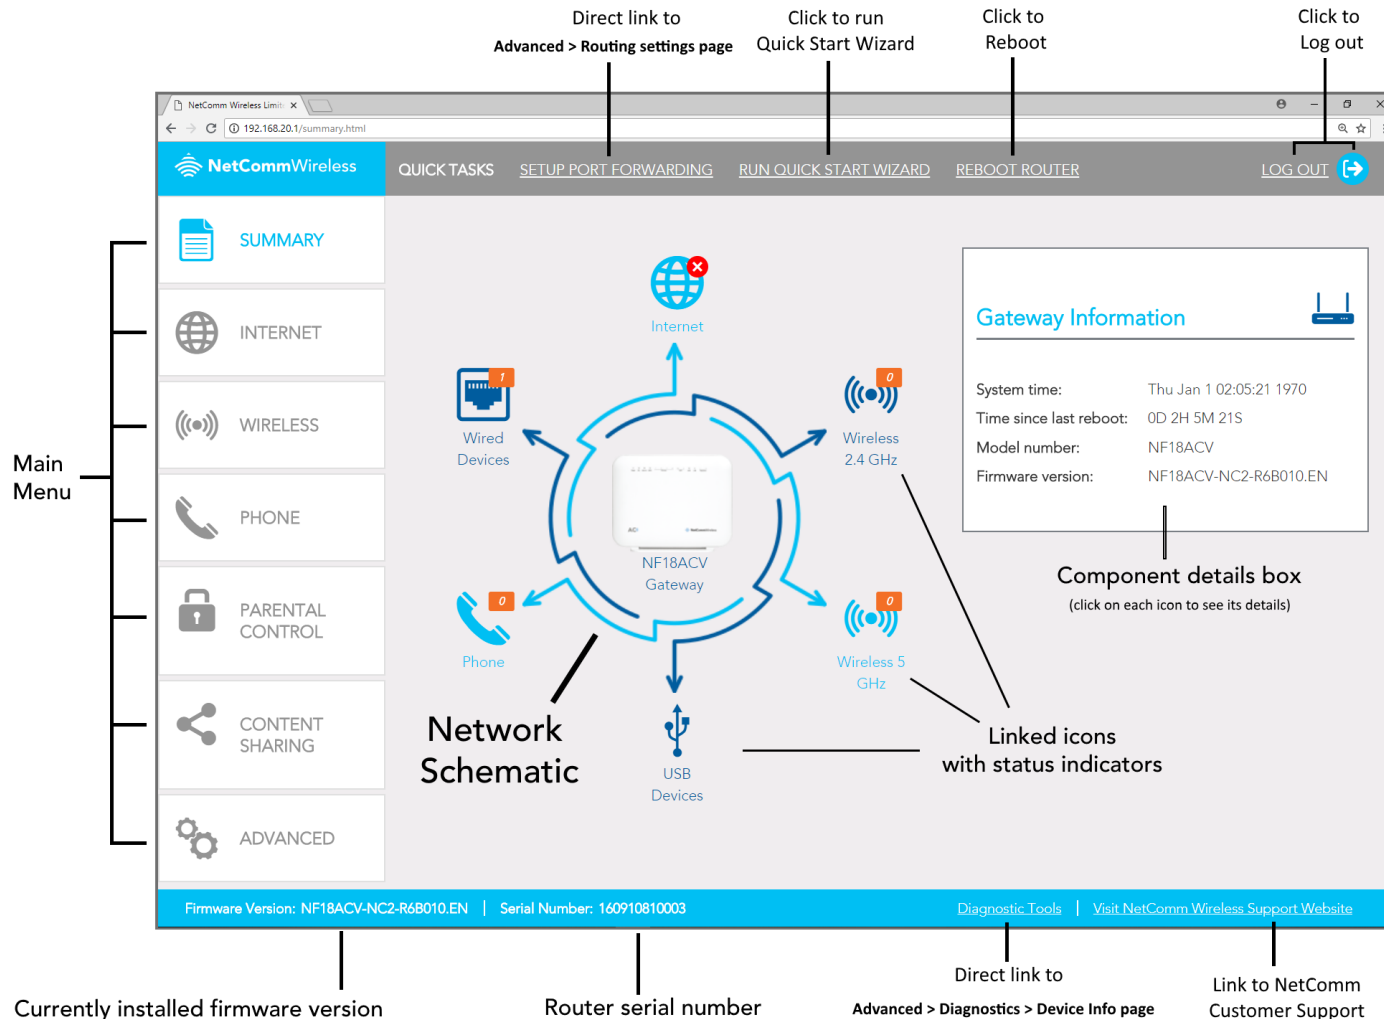 Direct link to
Advanced > Routing settings page
Click to run
Quick Start Wizard
Click to
Reboot
Click to
Log out
NetComm Wireless Limit
192.168.20.1/summary.html
NetCommWireless
QUICK TASKS
SETUP PORT FORWARDING
RUN QUICK START WIZARD
REBOOT ROUTER
LOG OUT
Main
Menu
SUMMARY
INTERNET
WIRELESS
PHONE
PARENTAL
CONTROL
CONTENT
SHARING
ADVANCED
Internet
1
Wired
Devices
0
Wireless
2.4 GHz
NF18ACV
Gateway
0
Phone
0
Wireless 5
GHz
USB
Devices
Network
Schematic
Gateway Information
System time: Thu Jan 1 02:05:21 1970
Time since last reboot: 0D 2H 5M 21S
Model number: NF18ACV
Firmware version: NF18ACV-NC2-R6B010.EN
Component details box
(click on each icon to see its details)
Linked icons
with status indicators
Firmware Version: NF18ACV-NC2-R6B010.EN
Serial Number: 160910810003
Diagnostic Tools
Visit NetComm Wireless Support Website
Currently installed firmware version
Router serial number
Direct link to
Advanced > Diagnostics > Device Info page
Link to NetComm
Customer Support